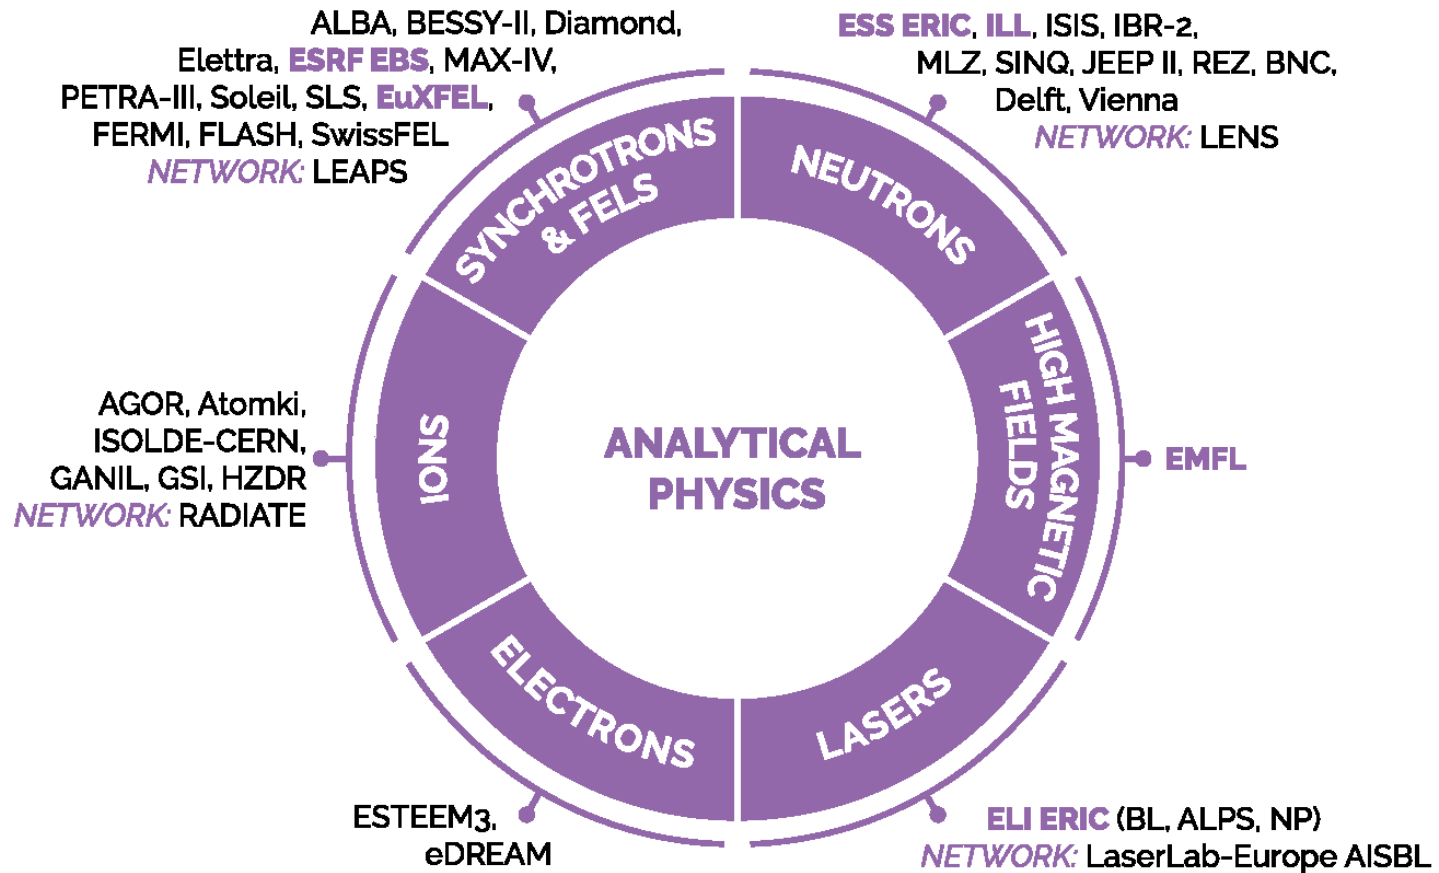 ALBA, BESSY-II, Diamond,
Elettra, ESRF EBS, MAX-IV,
PETRA-III, Soleil, SLS, EuXFEL,
FERMI, FLASH, SwissFEL
NETWORK: LEAPS
ESS ERIC, ILL, ISIS, IBR-2,
MLZ, SINQ, JEEP II, REZ, BNC,
Delft, Vienna
NETWORK: LENS
SYNCHROTRONS
& FELS
NEUTRONS
HIGH MAGNETIC
FIELDS
EMFL
AGOR, Atomki,
ISOLDE-CERN,
GANIL, GSI, HZDR
NETWORK: RADIATE
IONS
ANALYTICAL
PHYSICS
ELECTRONS
LASERS
ESTEEM3,
eDREAM
ELI ERIC (BL, ALPS, NP)
NETWORK: LaserLab-Europe AISBL